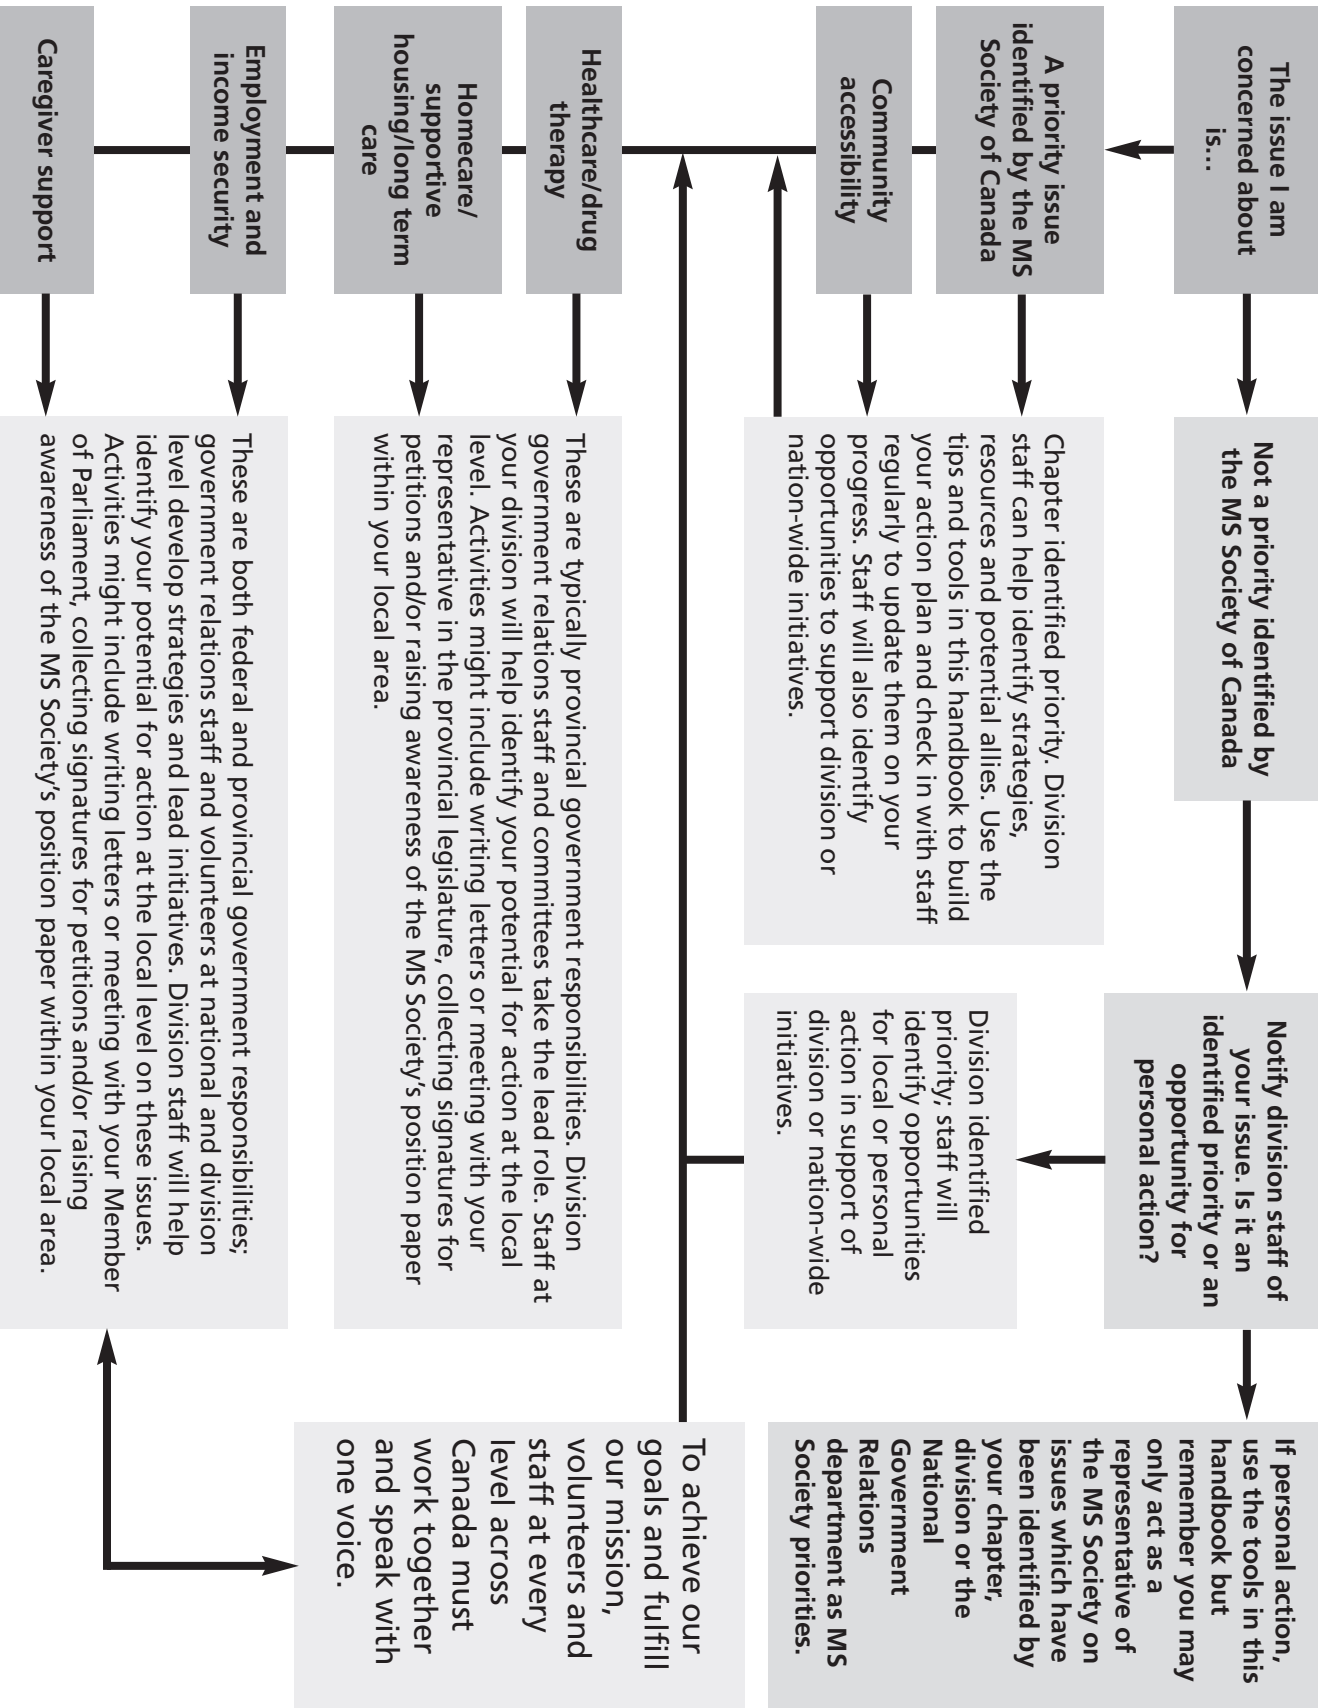 The issue I am
concerned about
is…
Not a priority identified by
the MS Society of Canada
Notify division staff of
your issue. Is it an
identified priority or an
opportunity for
personal action?
If personal action,
use the tools in this
handbook but
remember you may
only act as a
representative of
the MS Society on
issues which have
been identified by
your chapter,
division or the
National
Government
Relations
department as MS
Society priorities.
A priority issue
identified by the MS
Society of Canada
Community
accessibility
Chapter identified priority. Division
staff can help identify strategies,
resources and potential allies. Use the
tips and tools in this handbook to build
your action plan and check in with staff
regularly to update them on your
progress. Staff will also identify
opportunities to support division or
nation-wide initiatives.
Division identified
priority; staff will
identify opportunities
for local or personal
action in support of
division or nation-wide
initiatives.
Healthcare/drug
therapy
Homecare/
supportive
housing/long term
care
These are typically provincial government responsibilities. Division
government relations staff and committees take the lead role. Staff at
your division will help identify your potential for action at the local
level. Activities might include writing letters or meeting with your
representative in the provincial legislature, collecting signatures for
petitions and/or raising awareness of the MS Society’s position paper
within your local area.
To achieve our
goals and fulfill
our mission,
volunteers and
staff at every
level across
Canada must
work together
and speak with
one voice.
Employment and
income security
Caregiver support
These are both federal and provincial government responsibilities;
government relations staff and volunteers at national and division
level develop strategies and lead initiatives. Division staff will help
identify your potential for action at the local level on these issues.
Activities might include writing letters or meeting with your Member
of Parliament, collecting signatures for petitions and/or raising
awareness of the MS Society’s position paper within your local area.